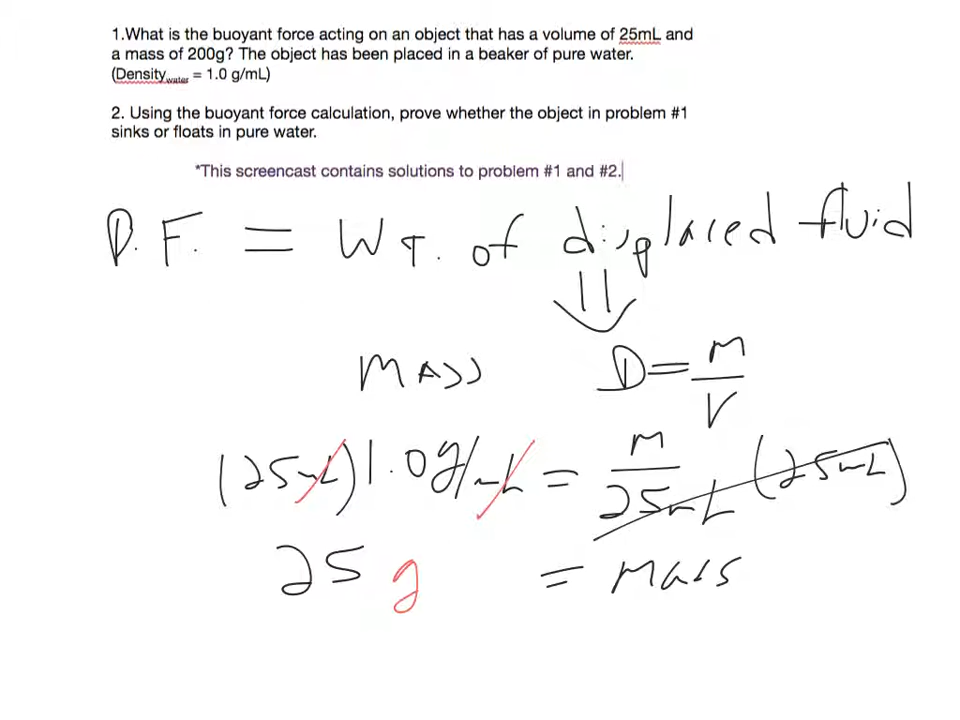 1.What is the buoyant force acting on an object that has a volume of 25mL and
a mass of 200g? The object has been placed in a beaker of pure water.
(Density water = 1.0 g/mL)
2. Using the buoyant force calculation, prove whether the object in problem #1
sinks or floats in pure water.
*This screencast contains solutions to problem #1 and #2.
B.F. = WT. of displaced fluid
MASS D = M/V
(25mL) 1.0g/mL = M/25mL (25mL)
25 g = Mass